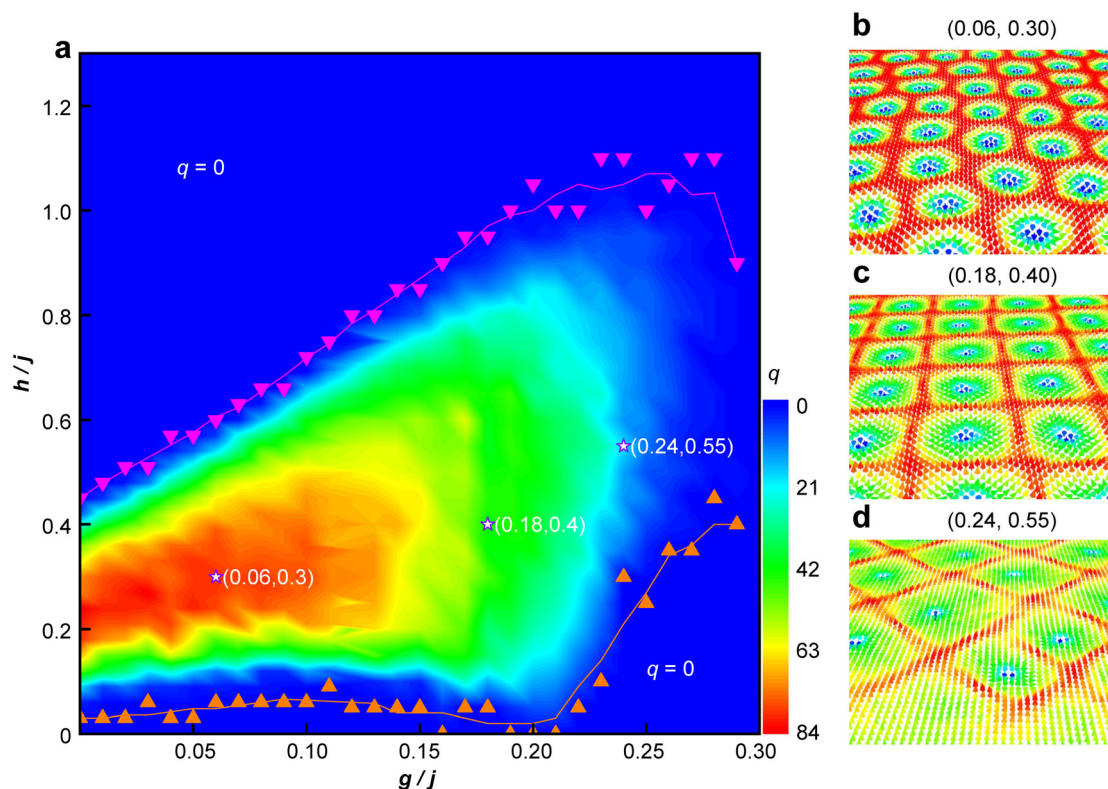 a
h / j
1.2
1.0
0.8
0.6
0.4
0.2
0
q = 0
(0.24,0.55)
(0.18,0.4)
(0.06,0.3)
q = 0
0.05
0.10
0.15
0.20
0.25
0.30
g / j
q
0
21
42
63
84
b
(0.06, 0.30)
c
(0.18, 0.40)
d
(0.24, 0.55)